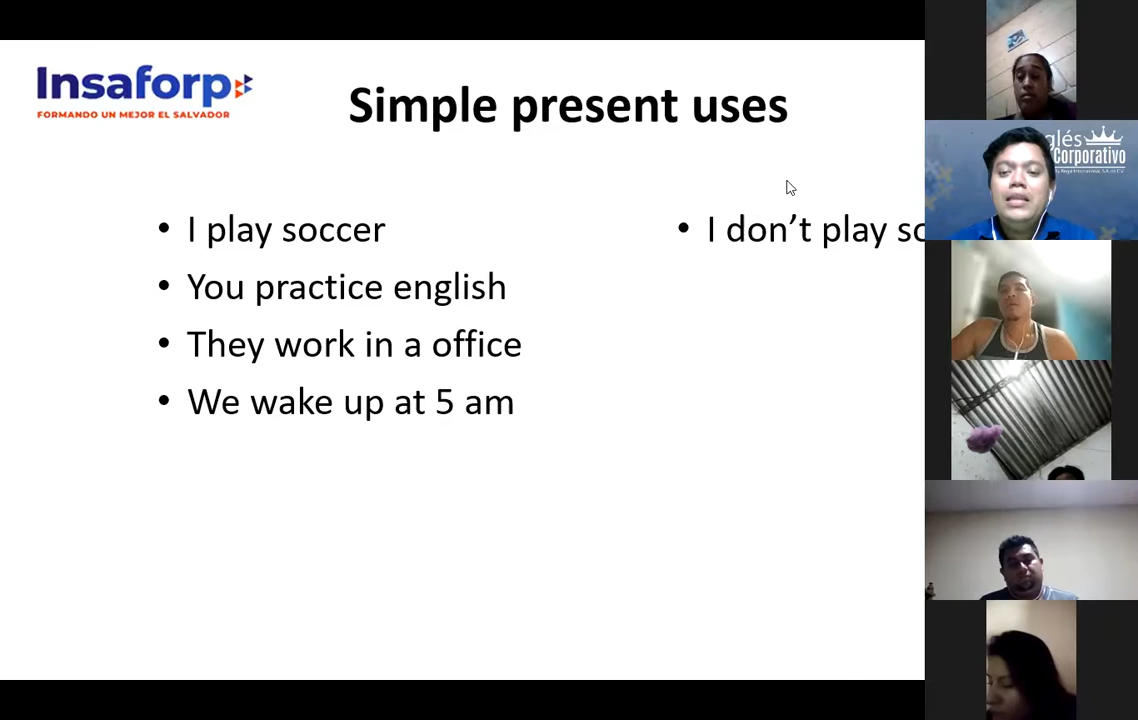 Insaforp
FORMANDO UN MEJOR EL SALVADOR
Simple present uses
• I play soccer
• You practice english
• They work in a office
• We wake up at 5 am
• I don’t play so
glés
Corporativo